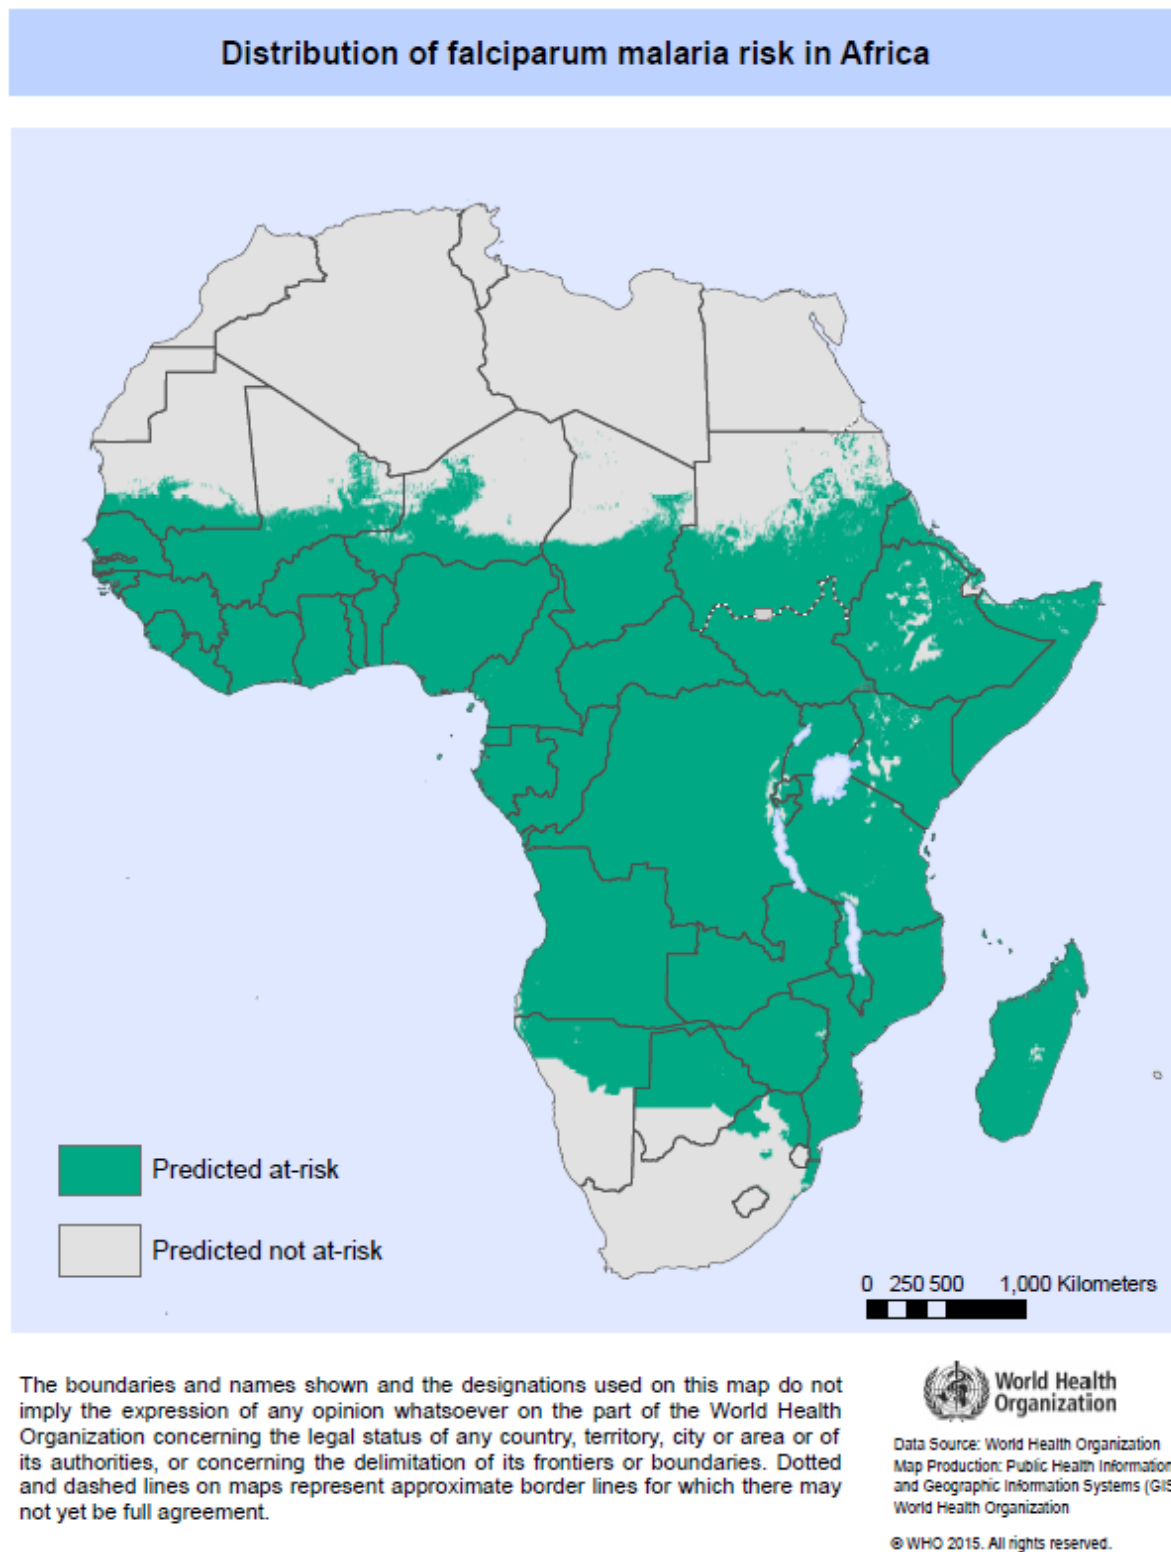 Distribution of falciparum malaria risk in Africa
Predicted at-risk
Predicted not at-risk
0 250 500 1,000 Kilometers
The boundaries and names shown and the designations used on this map do not
imply the expression of any opinion whatsoever on the part of the World Health
Organization concerning the legal status of any country, territory, city or area or of
its authorities, or concerning the delimitation of its frontiers or boundaries. Dotted
and dashed lines on maps represent approximate border lines for which there may
not yet be full agreement.
World Health
Organization
Data Source: World Health Organization
Map Production: Public Health Information
and Geographic Information Systems (GIS
World Health Organization
© WHO 2015. All rights reserved.